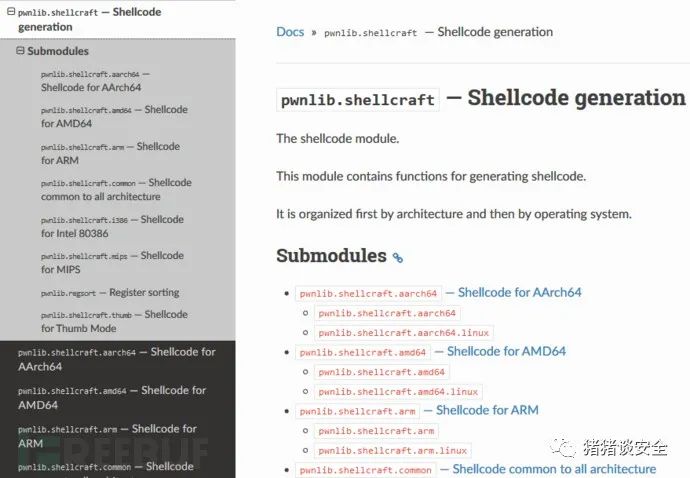 pwnlib.shellcraft — Shellcode
generation
Submodules
pwnlib.shellcraft.aarch64 —
Shellcode for AArch64
pwnlib.shellcraft.amd64 — Shellcode
for AMD64
pwnlib.shellcraft.arm — Shellcode
for ARM
pwnlib.shellcraft.common — Shellcode
common to all architecture
pwnlib.shellcraft.i386 — Shellcode
for Intel 80386
pwnlib.shellcraft.mips — Shellcode
for MIPS
pwnlib.regsort — Register sorting
pwnlib.shellcraft.thumb — Shellcode
for Thumb Mode
pwnlib.shellcraft.aarch64 — Shellcode for
AArch64
pwnlib.shellcraft.amd64 — Shellcode for
AMD64
pwnlib.shellcraft.arm — Shellcode for
ARM
pwnlib.shellcraft.common — Shellcode
Docs » pwnlib.shellcraft — Shellcode generation
pwnlib.shellcraft — Shellcode generation
The shellcode module.
This module contains functions for generating shellcode.
It is organized first by architecture and then by operating system.
Submodules
• pwnlib.shellcraft.aarch64 — Shellcode for AArch64
○ pwnlib.shellcraft.aarch64
○ pwnlib.shellcraft.aarch64.linux
• pwnlib.shellcraft.amd64 — Shellcode for AMD64
○ pwnlib.shellcraft.amd64
○ pwnlib.shellcraft.amd64.linux
• pwnlib.shellcraft.arm — Shellcode for ARM
○ pwnlib.shellcraft.arm
○ pwnlib.shellcraft.arm.linux
• pwnlib.shellcraft.common — Shellcode common to all architecture
FREEBUF
猪猪谈安全